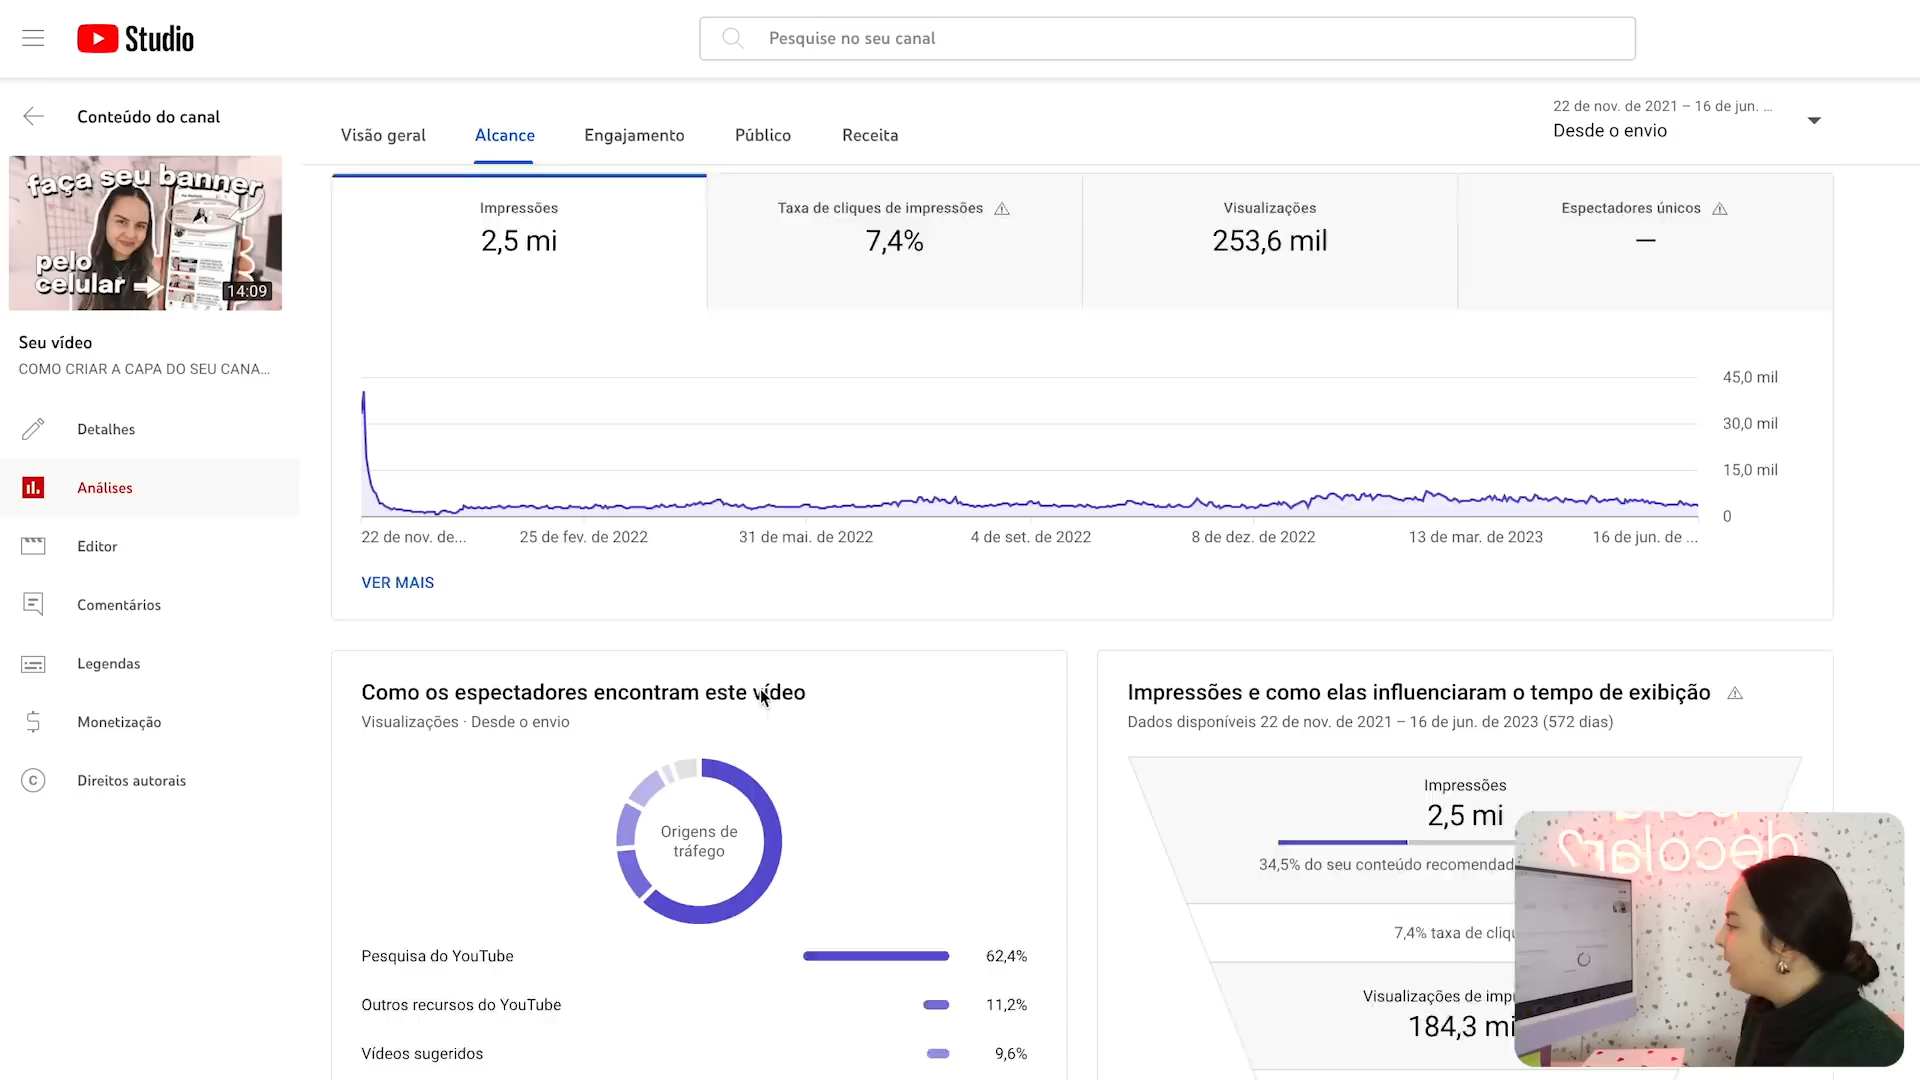 Studio
Pesquise no seu canal
Conteúdo do canal
faça seu banner
pelo
celular
14:09
Seu vídeo
COMO CRIAR A CAPA DO SEU CANA...
Detalhes
Análises
Editor
Comentários
Legendas
Monetização
Direitos autorais
Visão geral
Alcance
Engajamento
Público
Receita
22 de nov. de 2021 – 16 de jun. ...
Desde o envio
Impressões
2,5 mi
Taxa de cliques de impressões
7,4%
Visualizações
253,6 mil
Espectadores únicos
—
45,0 mil
30,0 mil
15,0 mil
0
22 de nov. de...
25 de fev. de 2022
31 de mai. de 2022
4 de set. de 2022
8 de dez. de 2022
13 de mar. de 2023
16 de jun. de ...
VER MAIS
Como os espectadores encontram este vídeo
Visualizações · Desde o envio
Origens de
tráfego
Pesquisa do YouTube
62,4%
Outros recursos do YouTube
11,2%
Vídeos sugeridos
9,6%
Impressões e como elas influenciaram o tempo de exibição
Dados disponíveis 22 de nov. de 2021 – 16 de jun. de 2023 (572 dias)
Impressões
2,5 mi
34,5% do seu conteúdo recomendad
7,4% taxa de cliq
Visualizações de imp
184,3 mi
decolar?